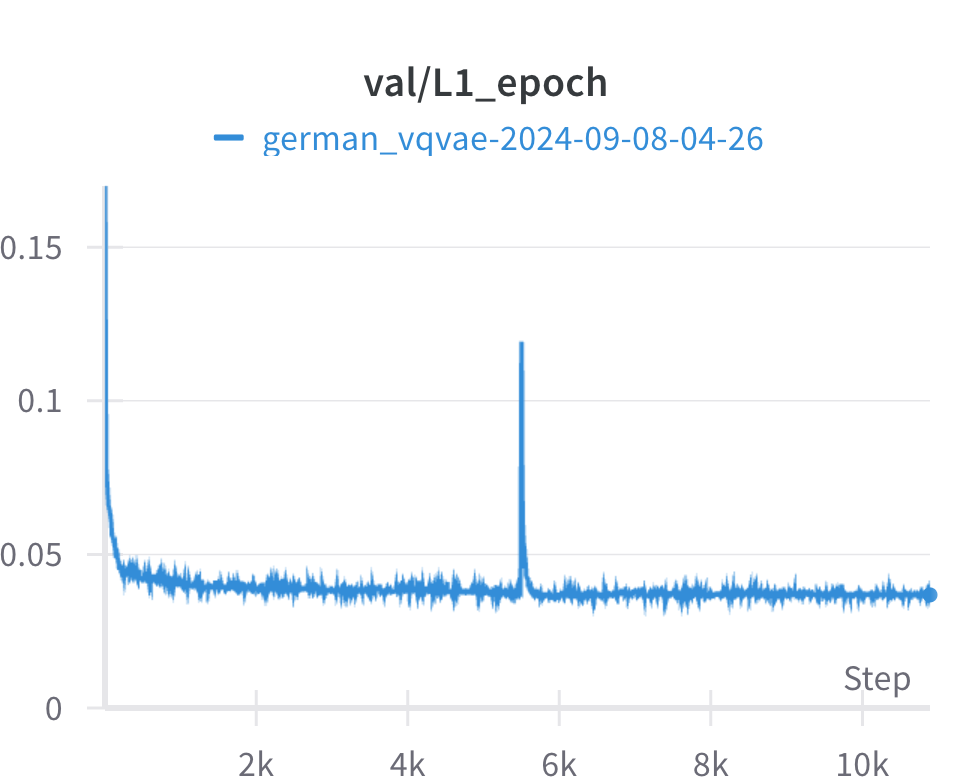 val/L1_epoch
german_vqvae-2024-09-08-04-26
0.15
0.1
0.05
0
Step
2k 4k 6k 8k 10k